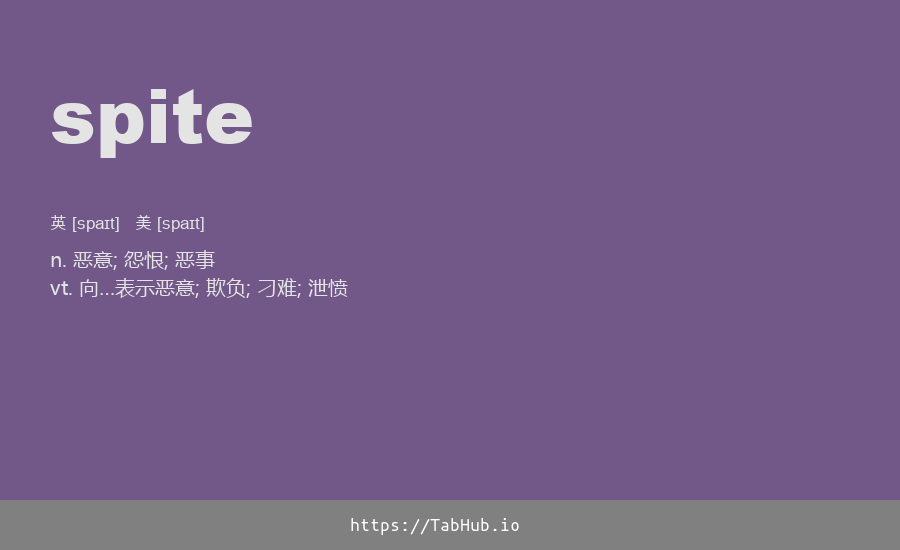 spite
英 [spaɪt] 美 [spaɪt]
n. 恶意; 怨恨; 恶事
vt. 向...表示恶意; 欺负; 刁难; 泄愤
https://TabHub.io